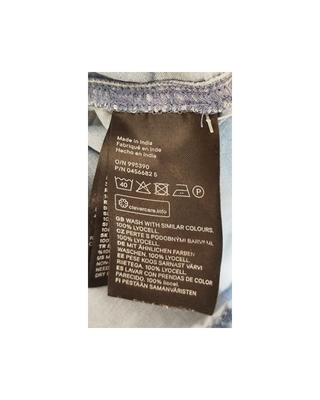 Made in India
Fabriqué en Inde
Hecho en India
O/N 995390
P/N 0456682 5
40
P
clevercare.info
GB WASH WITH SIMILAR COLOURS.
100% LYOCELL.
CZ PERTE S PODOBNÝMI BARVAMI.
100% LYOCELL.
DE MIT ÄHNLICHEN FARBEN
WASCHEN. 100% LYOCELL.
EE PESE KOOS SARNAST VÄRVI
RIETEGA. 100% LYOCELL.
ES LAVAR CON PRENDAS DE COLOR
PARECIDO. 100% liocel.
FI PESTÄÄN SAMANVÄRISTEN